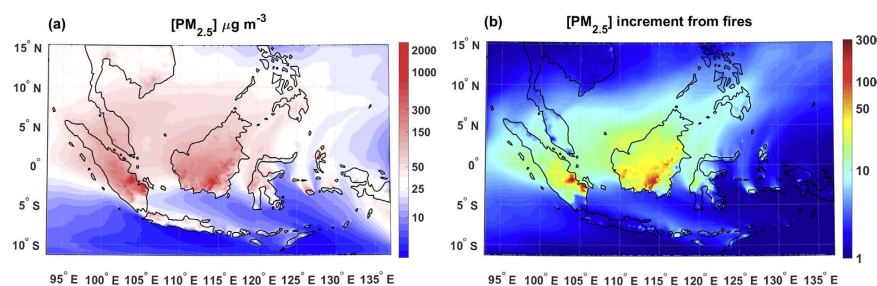 (a) [PM2.5] μg m-3
15° N
10° N
5° N
0°
5° S
10° S
95° E 100° E 105° E 110° E 115° E 120° E 125° E 130° E 135° E
2000
1000
300
150
50
25
10
(b) [PM2.5] increment from fires
15° N
10° N
5° N
0°
5° S
10° S
95° E 100° E 105° E 110° E 115° E 120° E 125° E 130° E 135° E
300
100
50
10
1